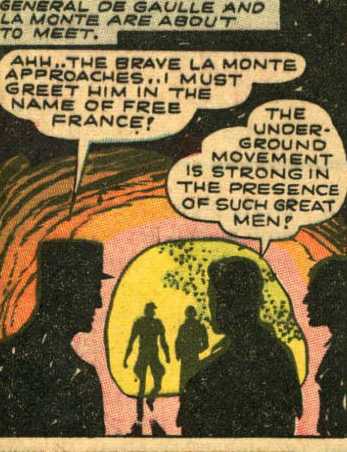 GENERAL DE GAULLE AND
LA MONTE ARE ABOUT
TO MEET.
AHH..THE BRAVE LA MONTE
APPROACHES..I MUST
GREET HIM IN THE
NAME OF FREE
FRANCE!
THE
UNDER-
GROUND
MOVEMENT
IS STRONG IN
THE PRESENCE
OF SUCH GREAT
MEN!